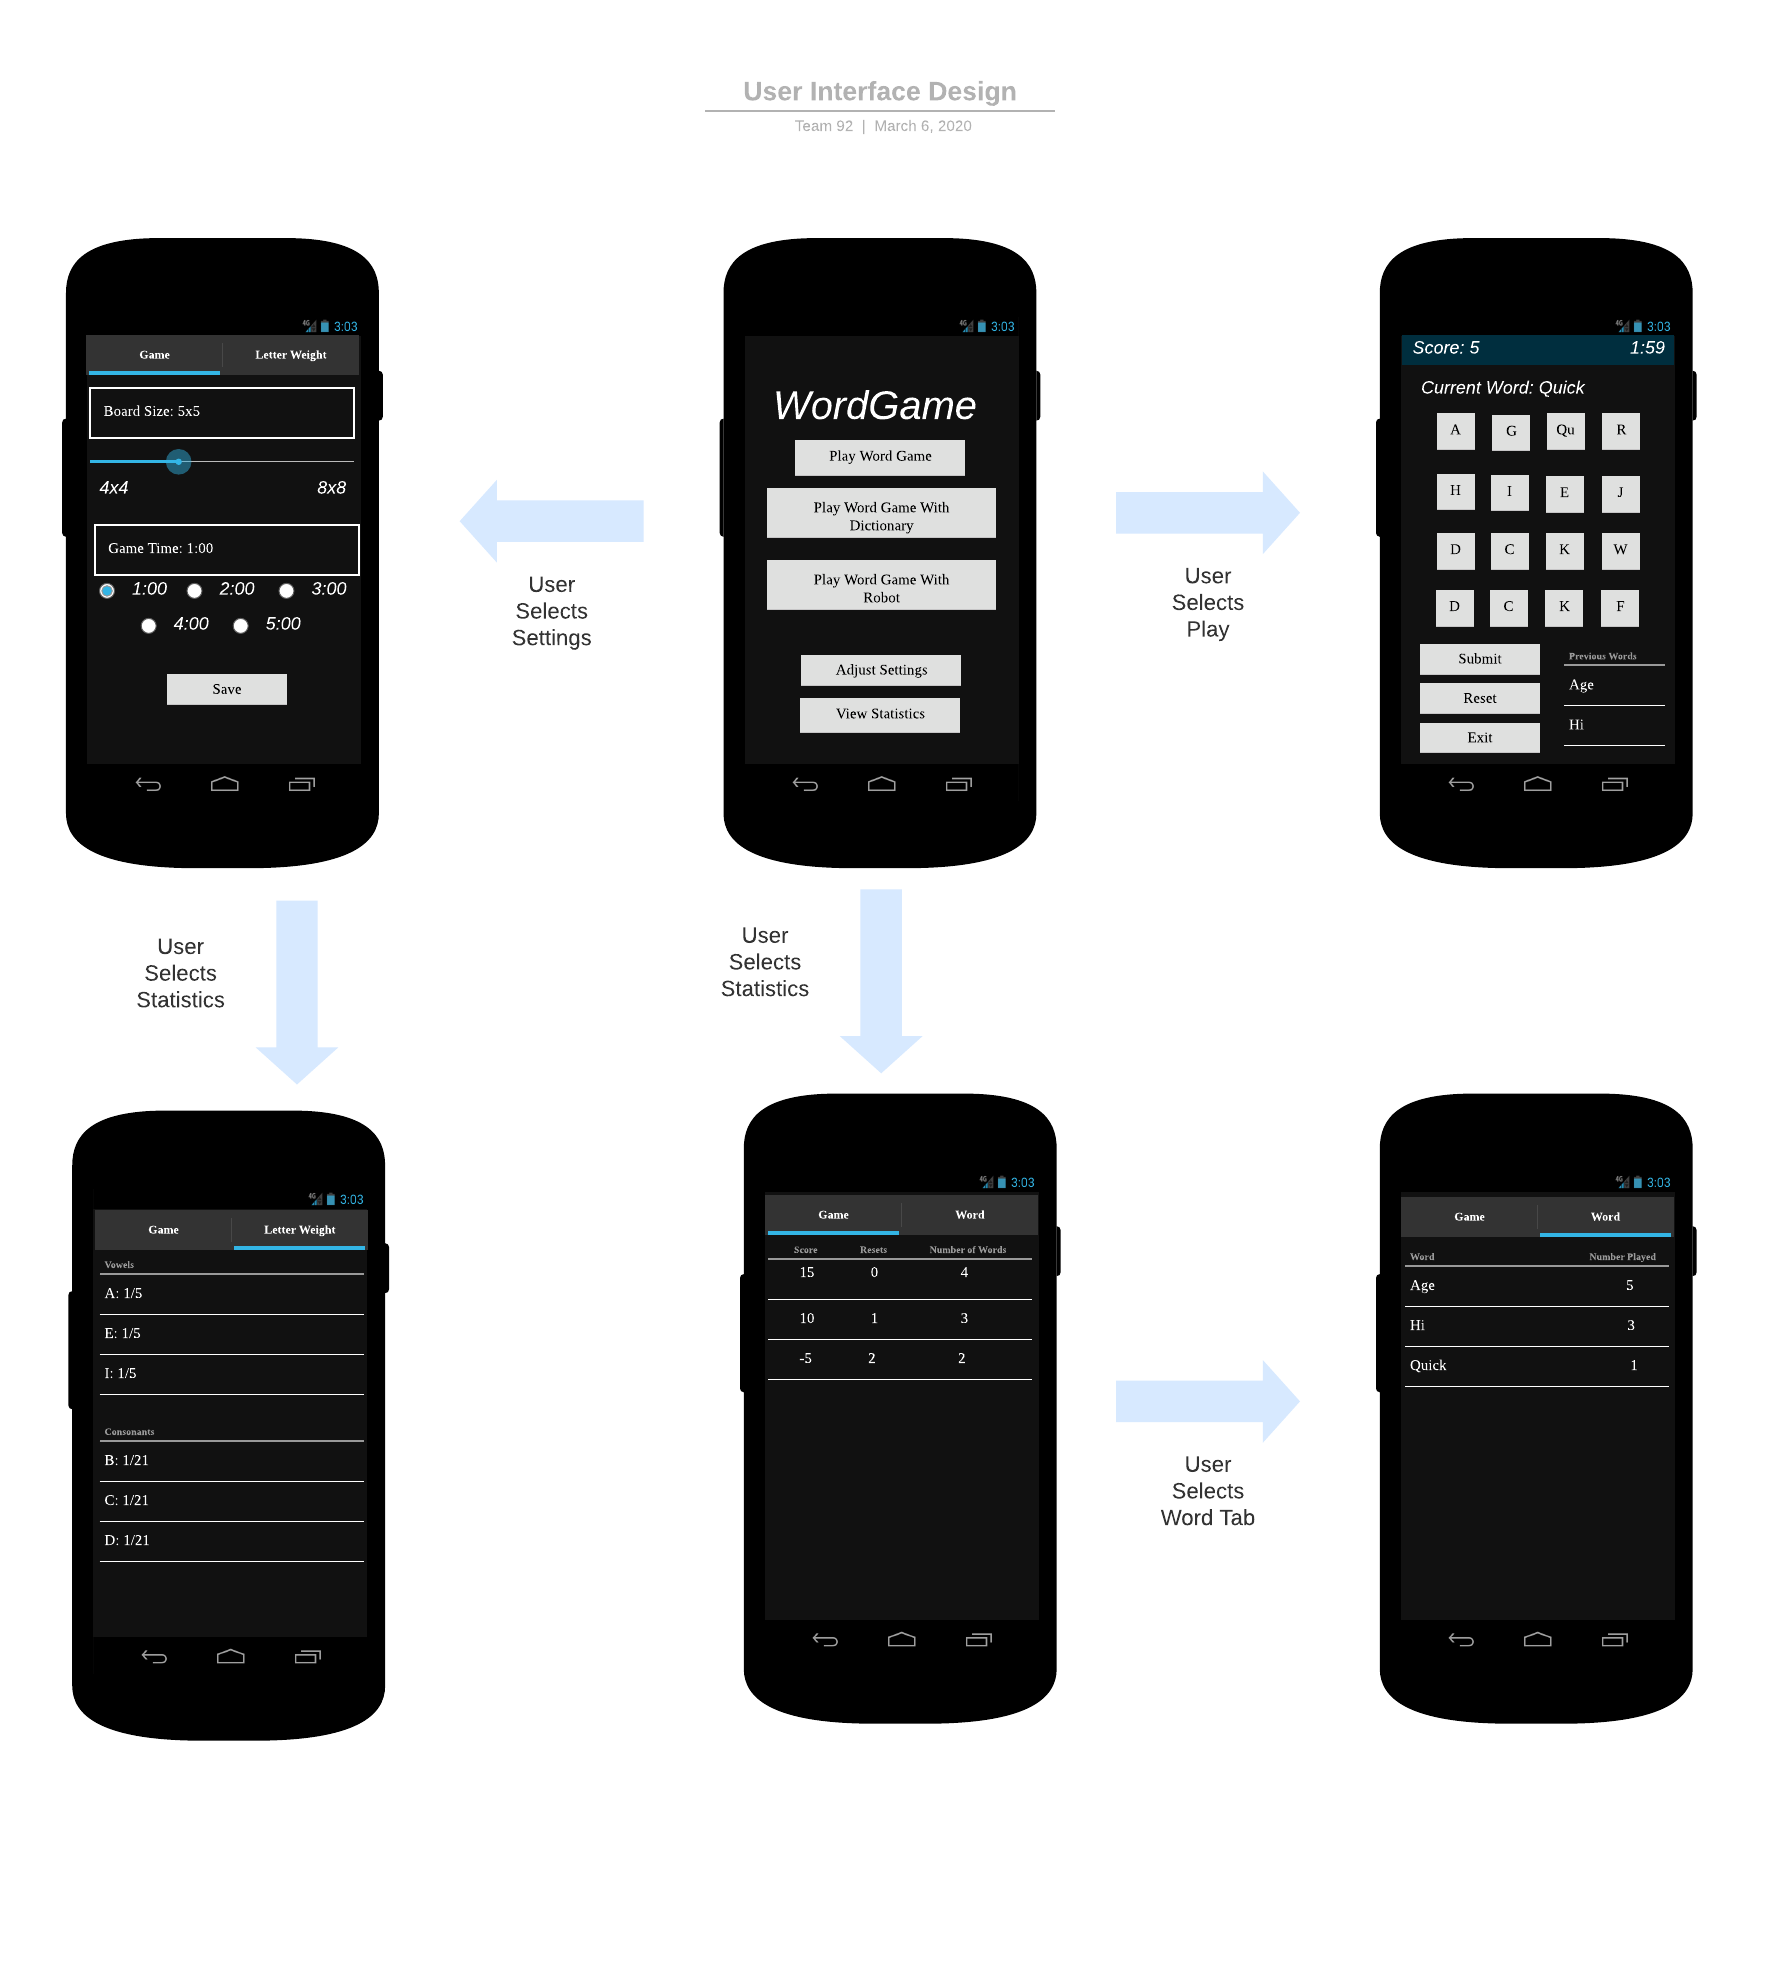 User Interface Design
Team 92 | March 6, 2020
4G 3:03
Game Letter Weight
Board Size: 5x5
4x4 8x8
Game Time: 1:00
1:00 2:00 3:00
4:00 5:00
Save
User
Selects
Settings
4G 3:03
WordGame
Play Word Game
Play Word Game With
Dictionary
Play Word Game With
Robot
Adjust Settings
View Statistics
User
Selects
Play
4G 3:03
Score: 5 1:59
Current Word: Quick
A G Qu R
H I E J
D C K W
D C K F
Submit
Reset
Exit
Previous Words
Age
Hi
User
Selects
Statistics
User
Selects
Statistics
4G 3:03
Game Letter Weight
Vowels
A: 1/5
E: 1/5
I: 1/5
Consonants
B: 1/21
C: 1/21
D: 1/21
4G 3:03
Game Word
Score Resets Number of Words
15 0 4
10 1 3
-5 2 2
User
Selects
Word Tab
4G 3:03
Game Word
Word Number Played
Age 5
Hi 3
Quick 1